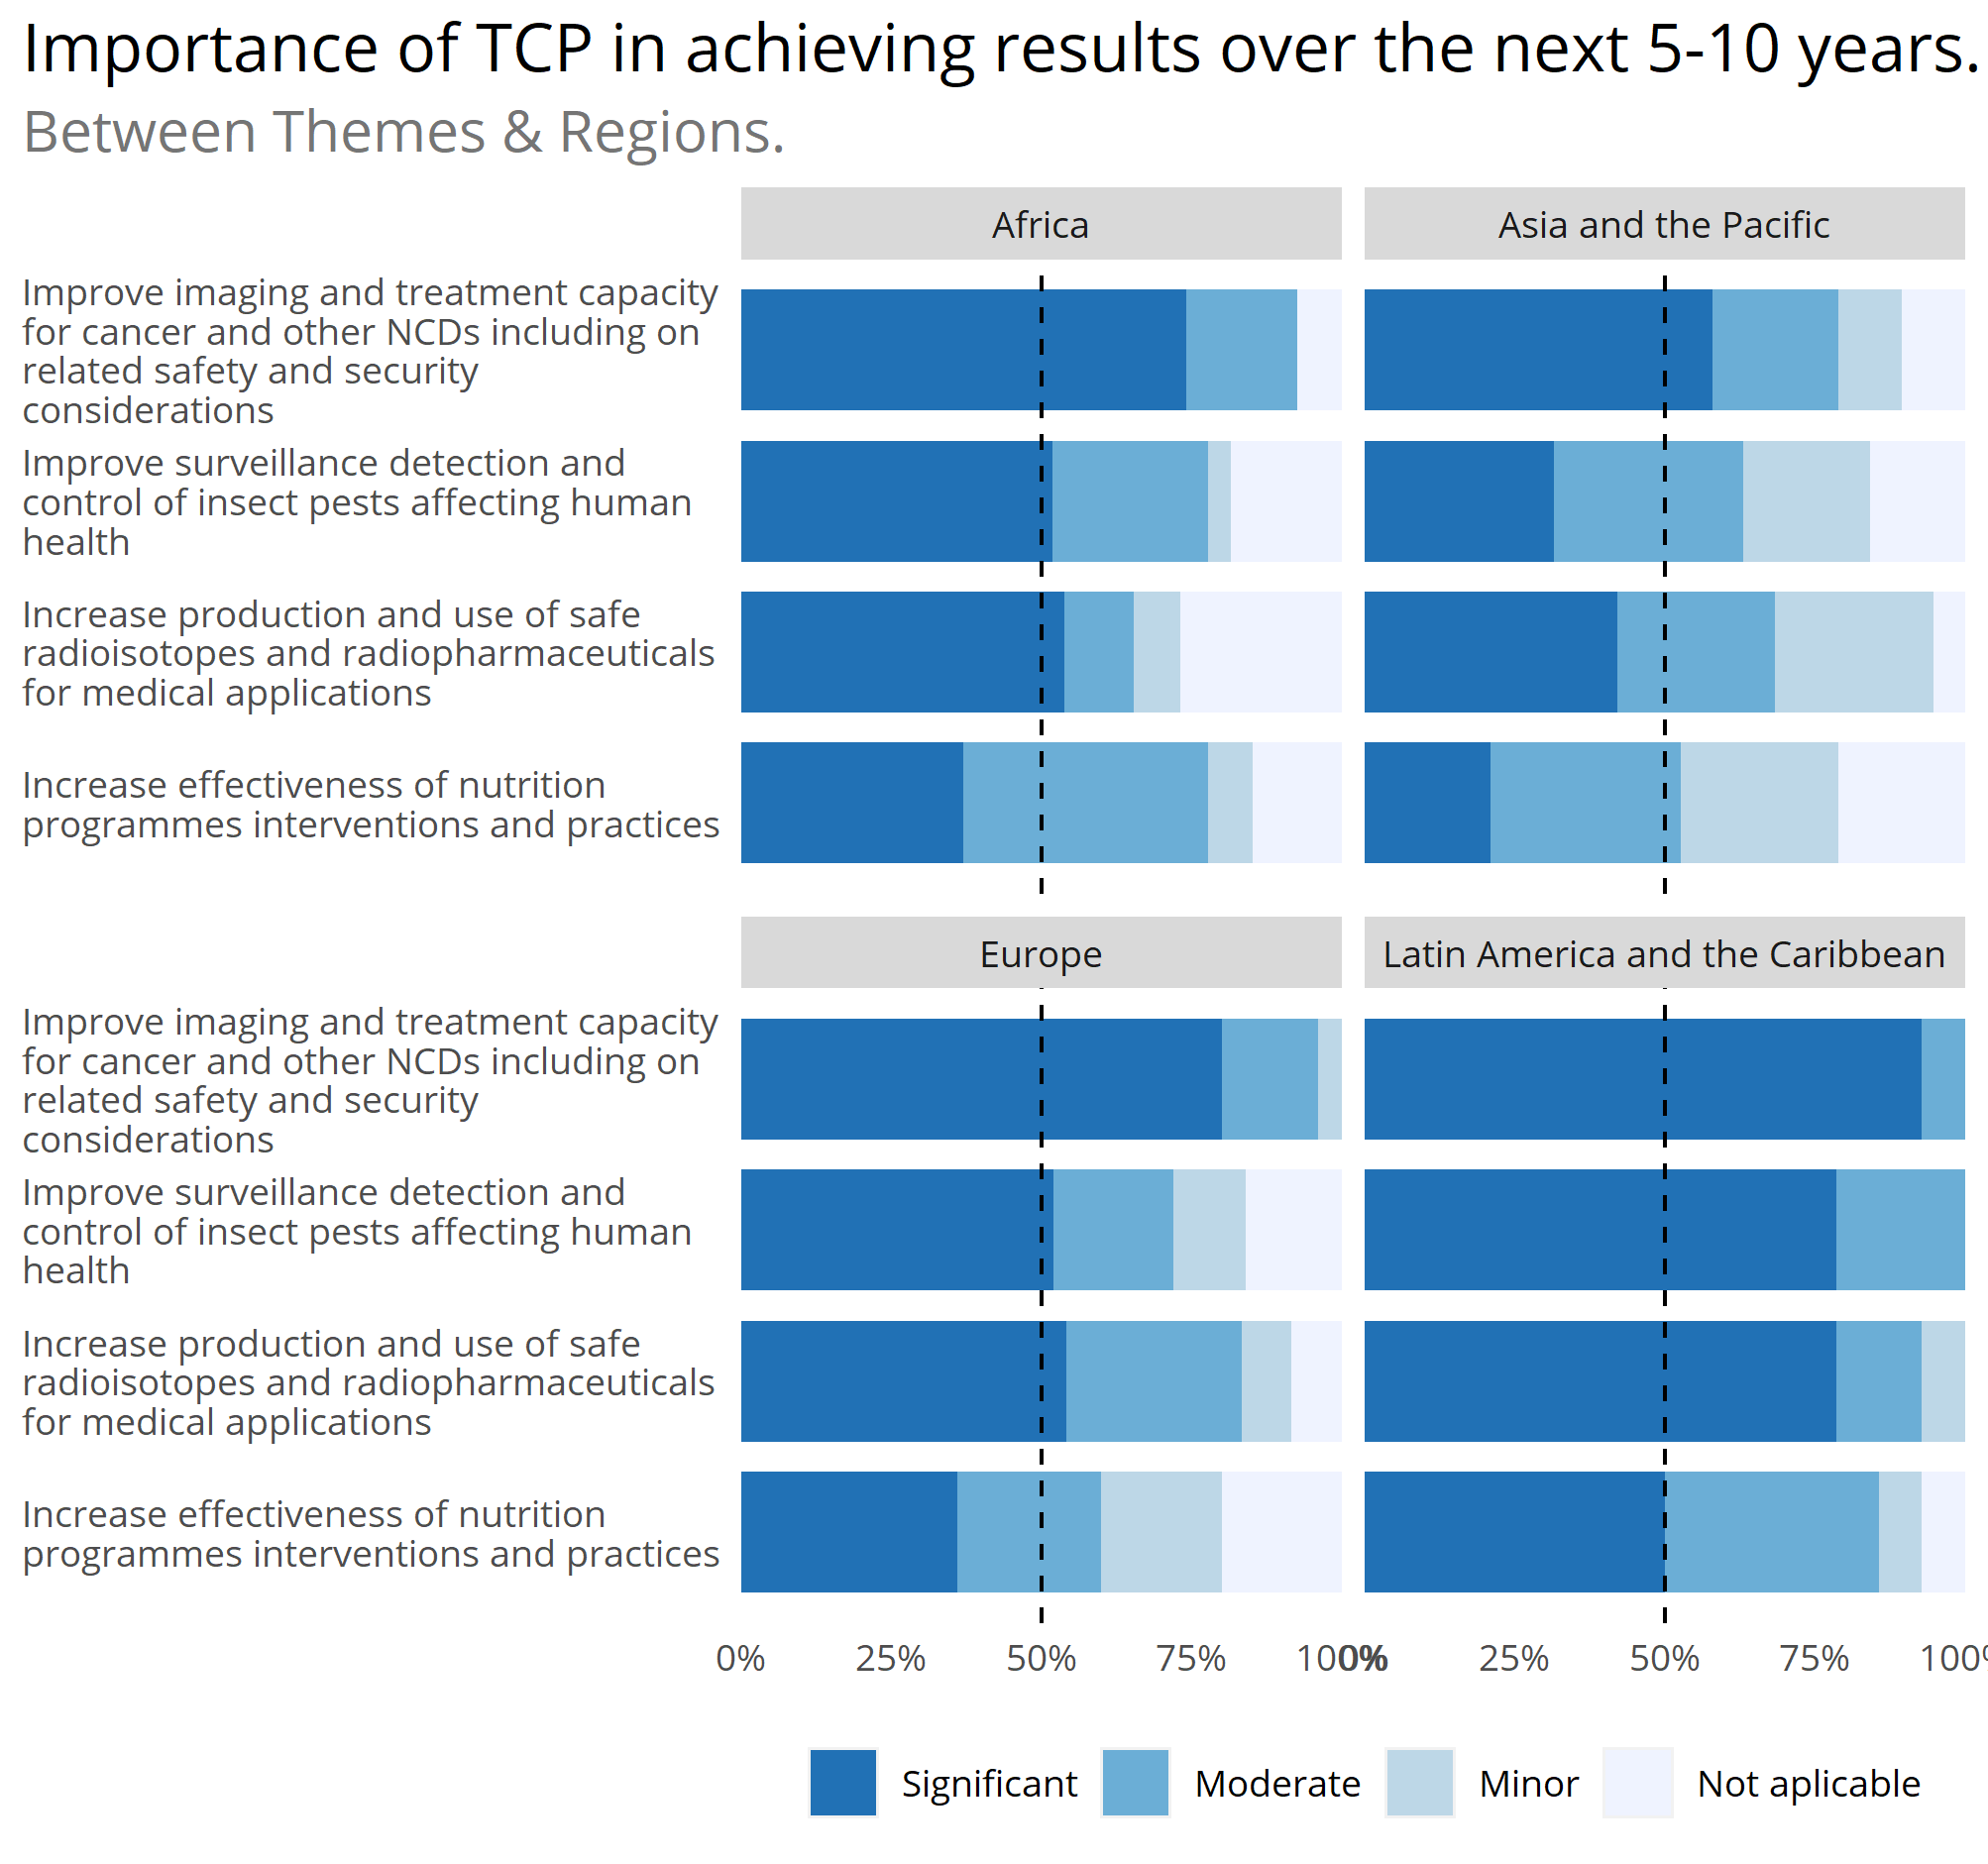 Importance of TCP in achieving results over the next 5-10 years.
Between Themes & Regions.
Africa
Asia and the Pacific
Improve imaging and treatment capacity
for cancer and other NCDs including on
related safety and security
considerations
Improve surveillance detection and
control of insect pests affecting human
health
Increase production and use of safe
radioisotopes and radiopharmaceuticals
for medical applications
Increase effectiveness of nutrition
programmes interventions and practices
Europe
Latin America and the Caribbean
Improve imaging and treatment capacity
for cancer and other NCDs including on
related safety and security
considerations
Improve surveillance detection and
control of insect pests affecting human
health
Increase production and use of safe
radioisotopes and radiopharmaceuticals
for medical applications
Increase effectiveness of nutrition
programmes interventions and practices
0% 25% 50% 75% 100% 0% 25% 50% 75% 100%
Significant Moderate Minor Not aplicable